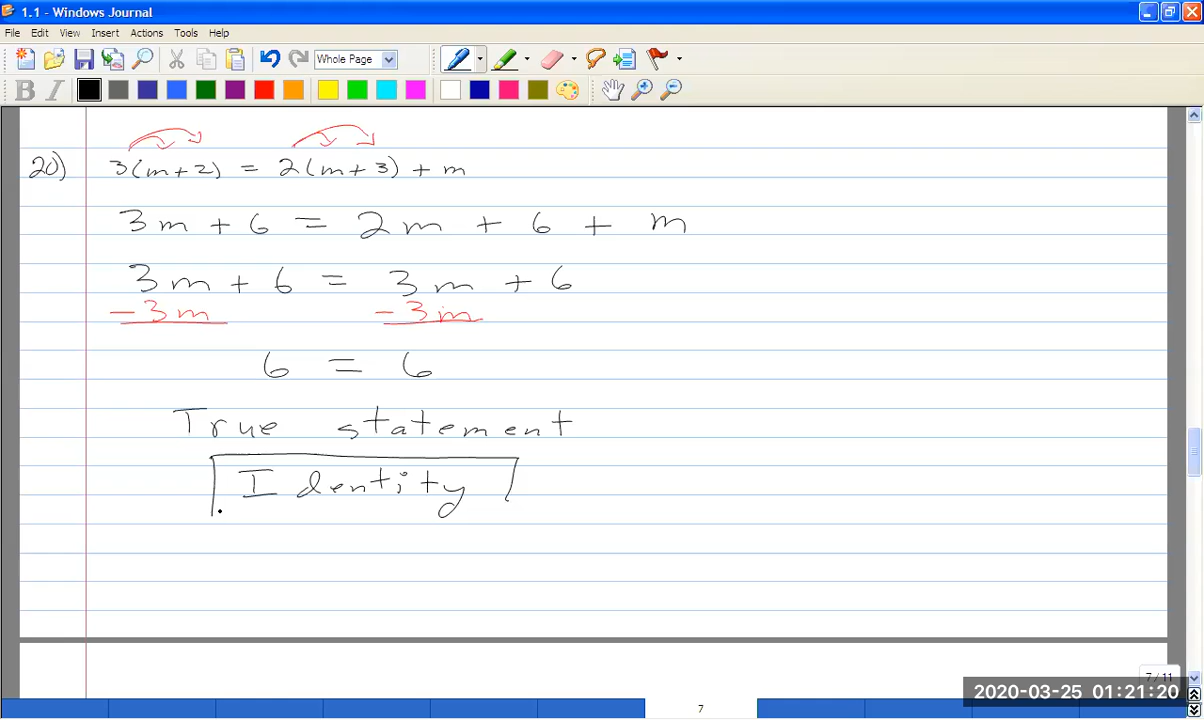 1.1 - Windows Journal
File Edit View Insert Actions Tools Help
Whole Page
B I
20) 3(m+2) = 2(m+3) + m
3m + 6 = 2m + 6 + m
3m + 6 = 3m + 6
-3m -3m
6 = 6
True statement
Identity
7/11
2020-03-25 01:21:20
7